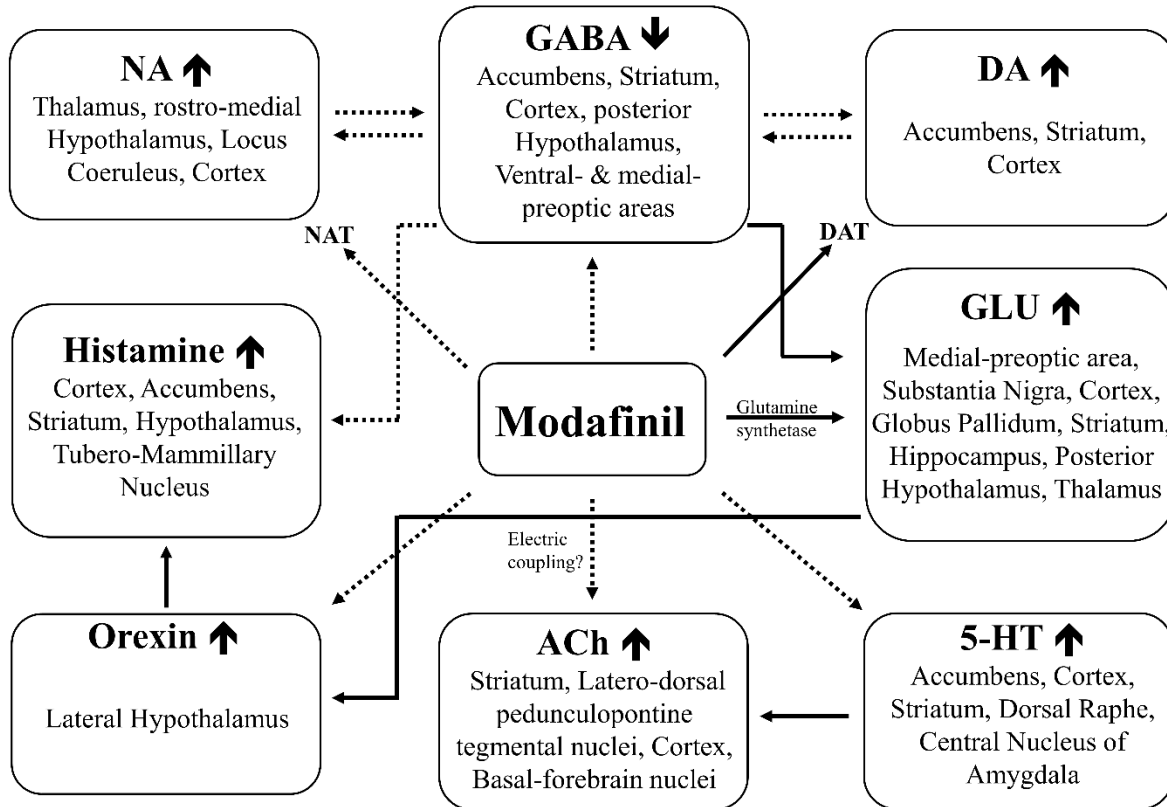 NA ↑
Thalamus, rostro-medial
Hypothalamus, Locus
Coeruleus, Cortex
GABA ↓
Accumbens, Striatum,
Cortex, posterior
Hypothalamus,
Ventral- & medial-
preoptic areas
DA ↑
Accumbens, Striatum,
Cortex
NAT
DAT
Histamine ↑
Cortex, Accumbens,
Striatum, Hypothalamus,
Tubero-Mammillary
Nucleus
Modafinil
Glutamine
synthetase
GLU ↑
Medial-preoptic area,
Substantia Nigra, Cortex,
Globus Pallidum, Striatum,
Hippocampus, Posterior
Hypothalamus, Thalamus
Electric
coupling?
Orexin ↑
Lateral Hypothalamus
ACh ↑
Striatum, Latero-dorsal
pedunculopontine
tegmental nuclei, Cortex,
Basal-forebrain nuclei
5-HT ↑
Accumbens, Cortex,
Striatum, Dorsal Raphe,
Central Nucleus of
Amygdala